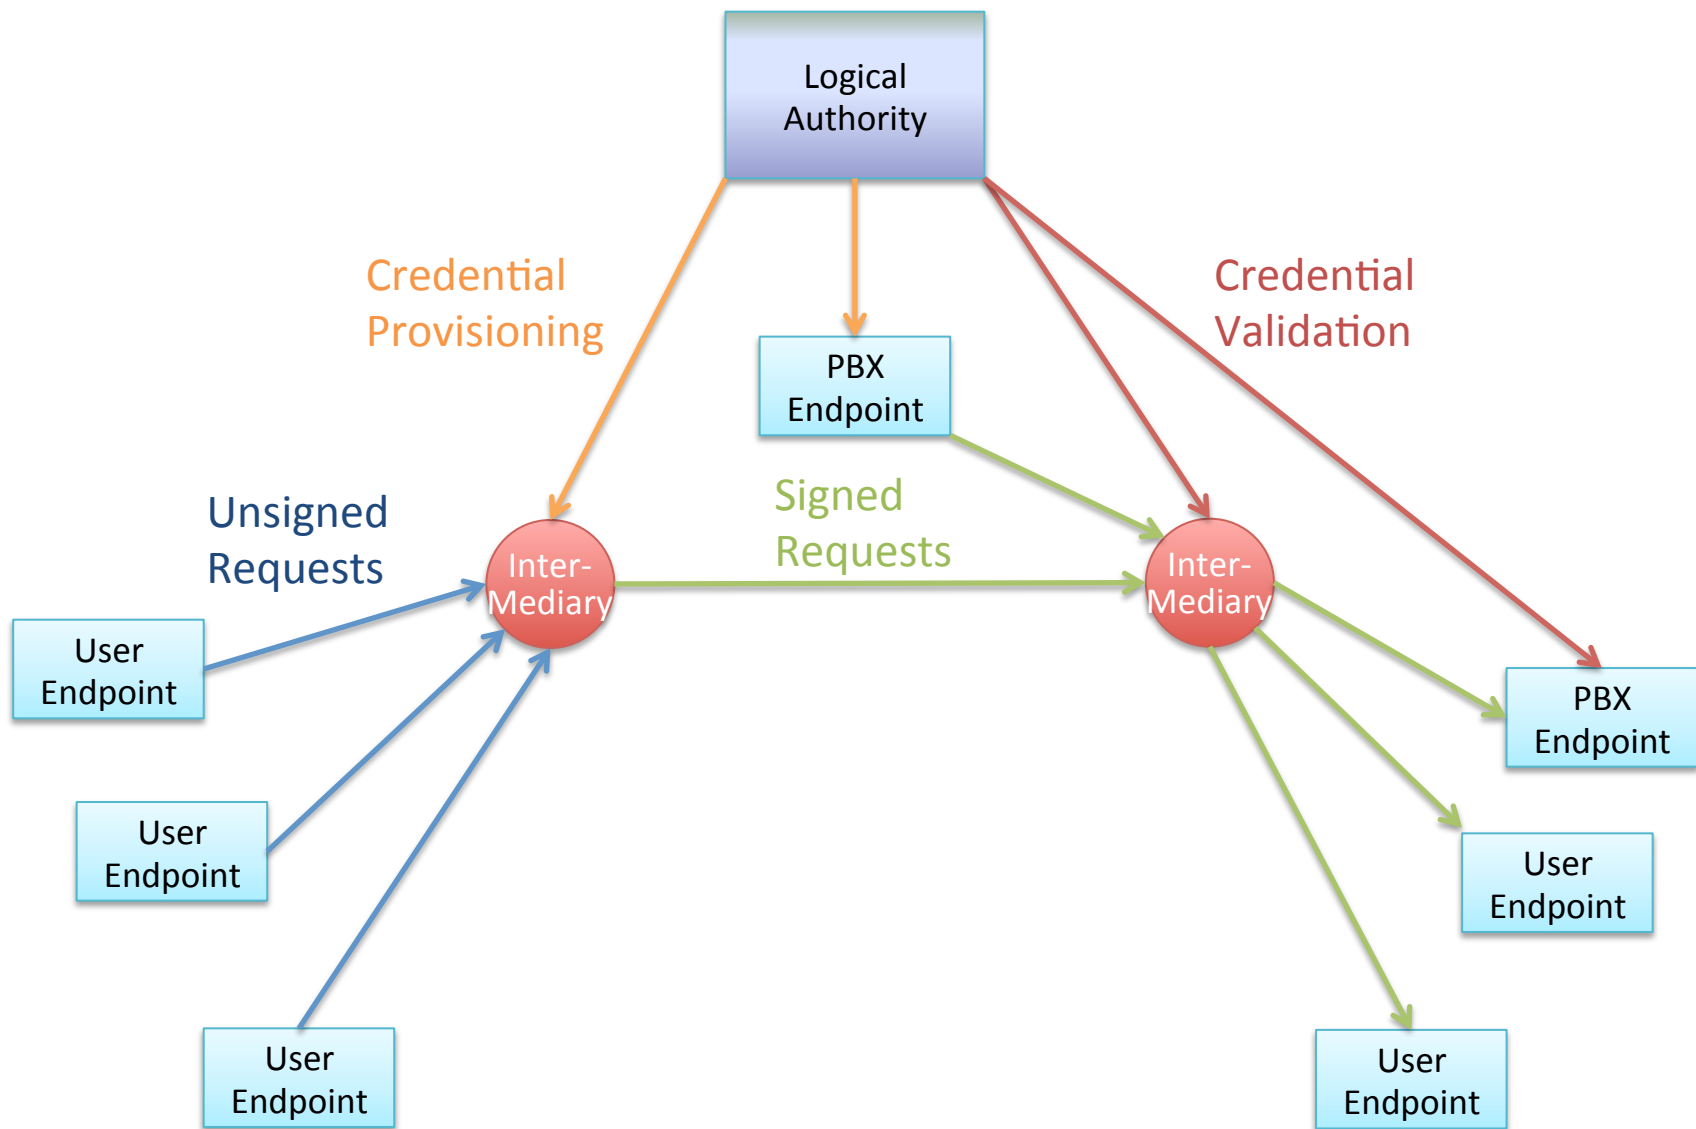 Logical
Authority
Credential
Provisioning
Credential
Validation
PBX
Endpoint
Unsigned
Requests
Signed
Requests
Inter-
Mediary
Inter-
Mediary
User
Endpoint
PBX
Endpoint
User
Endpoint
User
Endpoint
User
Endpoint
User
Endpoint